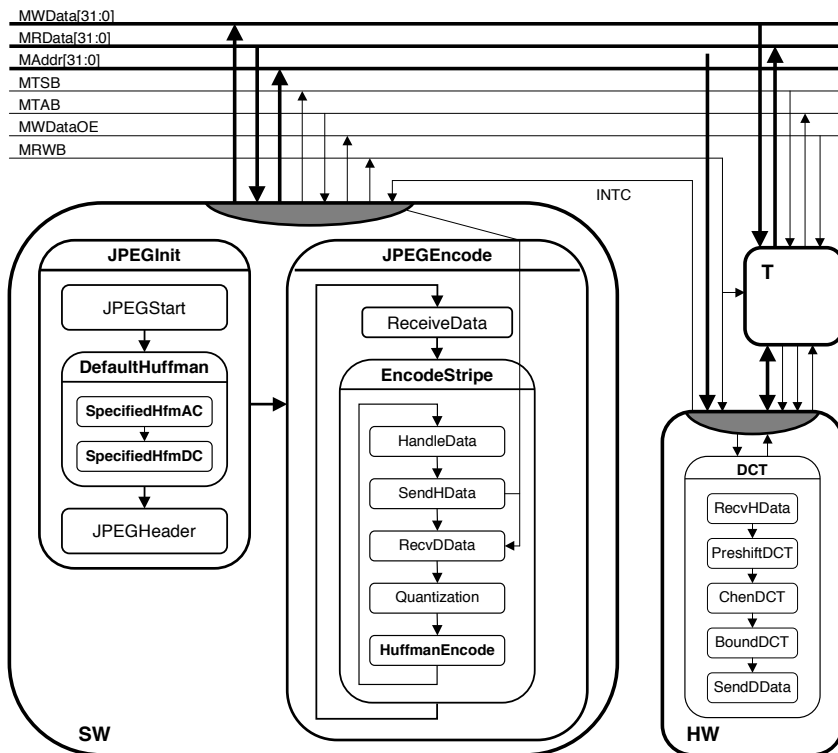 MWData[31:0]
MRData[31:0]
MAddr[31:0]
MTSB
MTAB
MWDataOE
MRWB
INTC
JPEGInit
JPEGStart
DefaultHuffman
SpecifiedHfmAC
SpecifiedHfmDC
JPEGHeader
JPEGEncode
ReceiveData
EncodeStripe
HandleData
SendHData
RecvDData
Quantization
HuffmanEncode
SW
T
DCT
RecvHData
PreshiftDCT
ChenDCT
BoundDCT
SendDData
HW